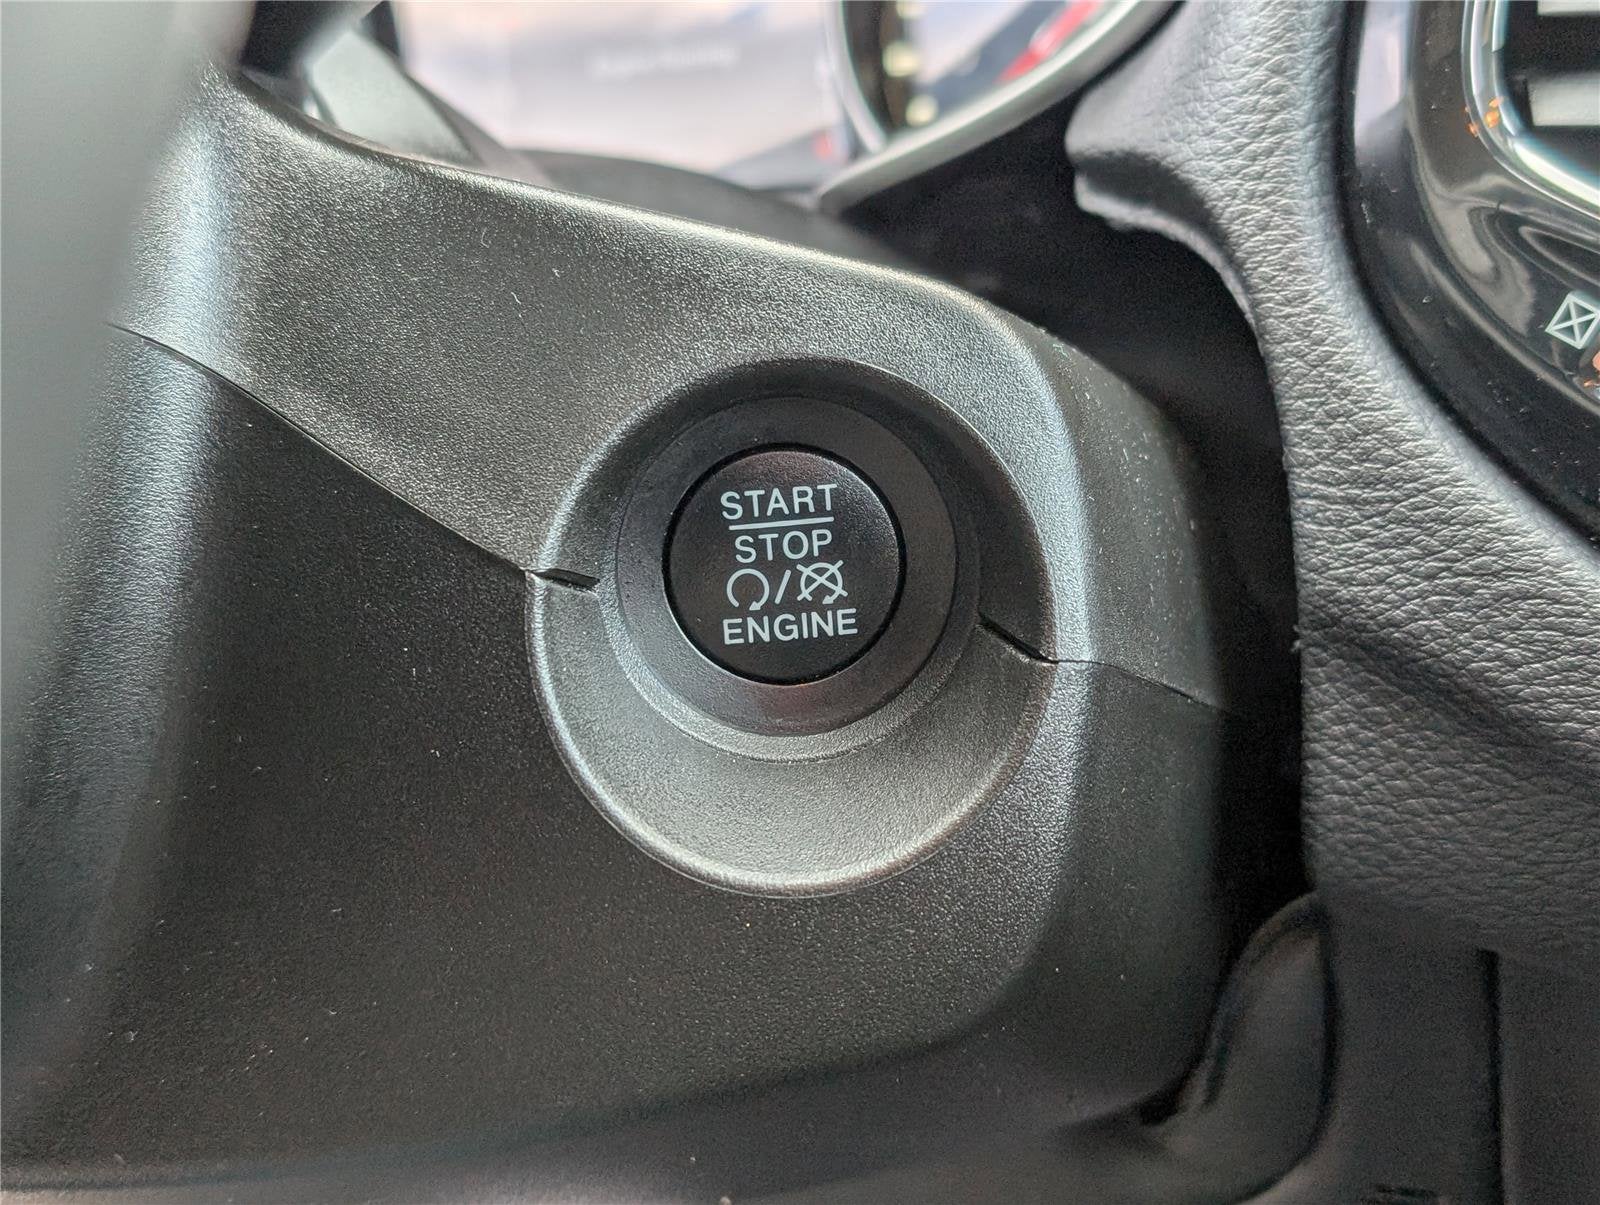 START
STOP
/
ENGINE